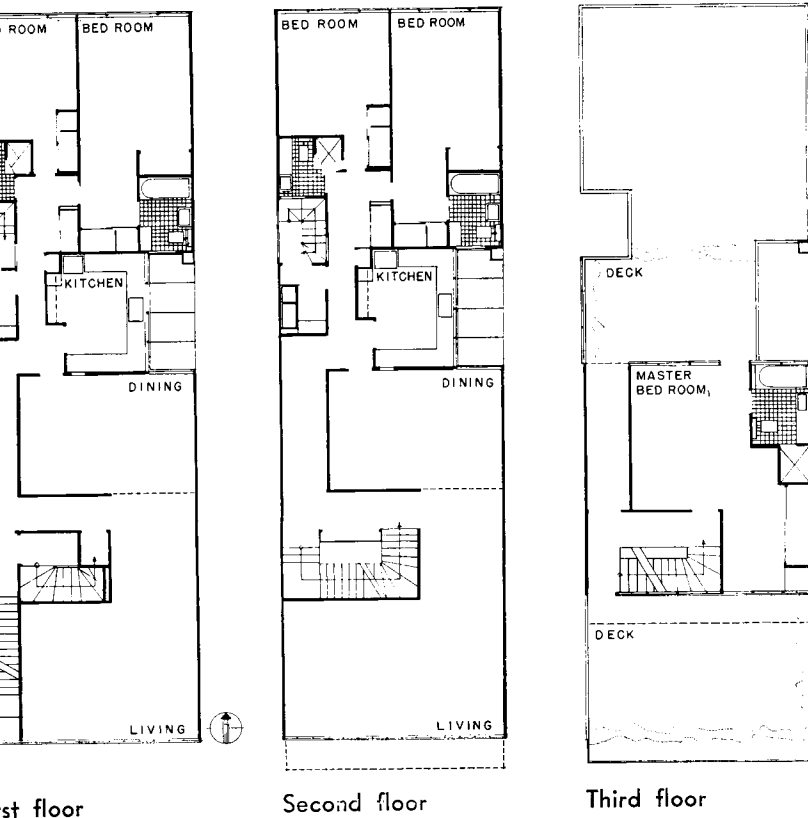 ROOM
BED ROOM
KITCHEN
DINING
LIVING
rst floor
BED ROOM
BED ROOM
KITCHEN
DINING
LIVING
Second floor
DECK
MASTER
BED ROOM
DECK
Third floor